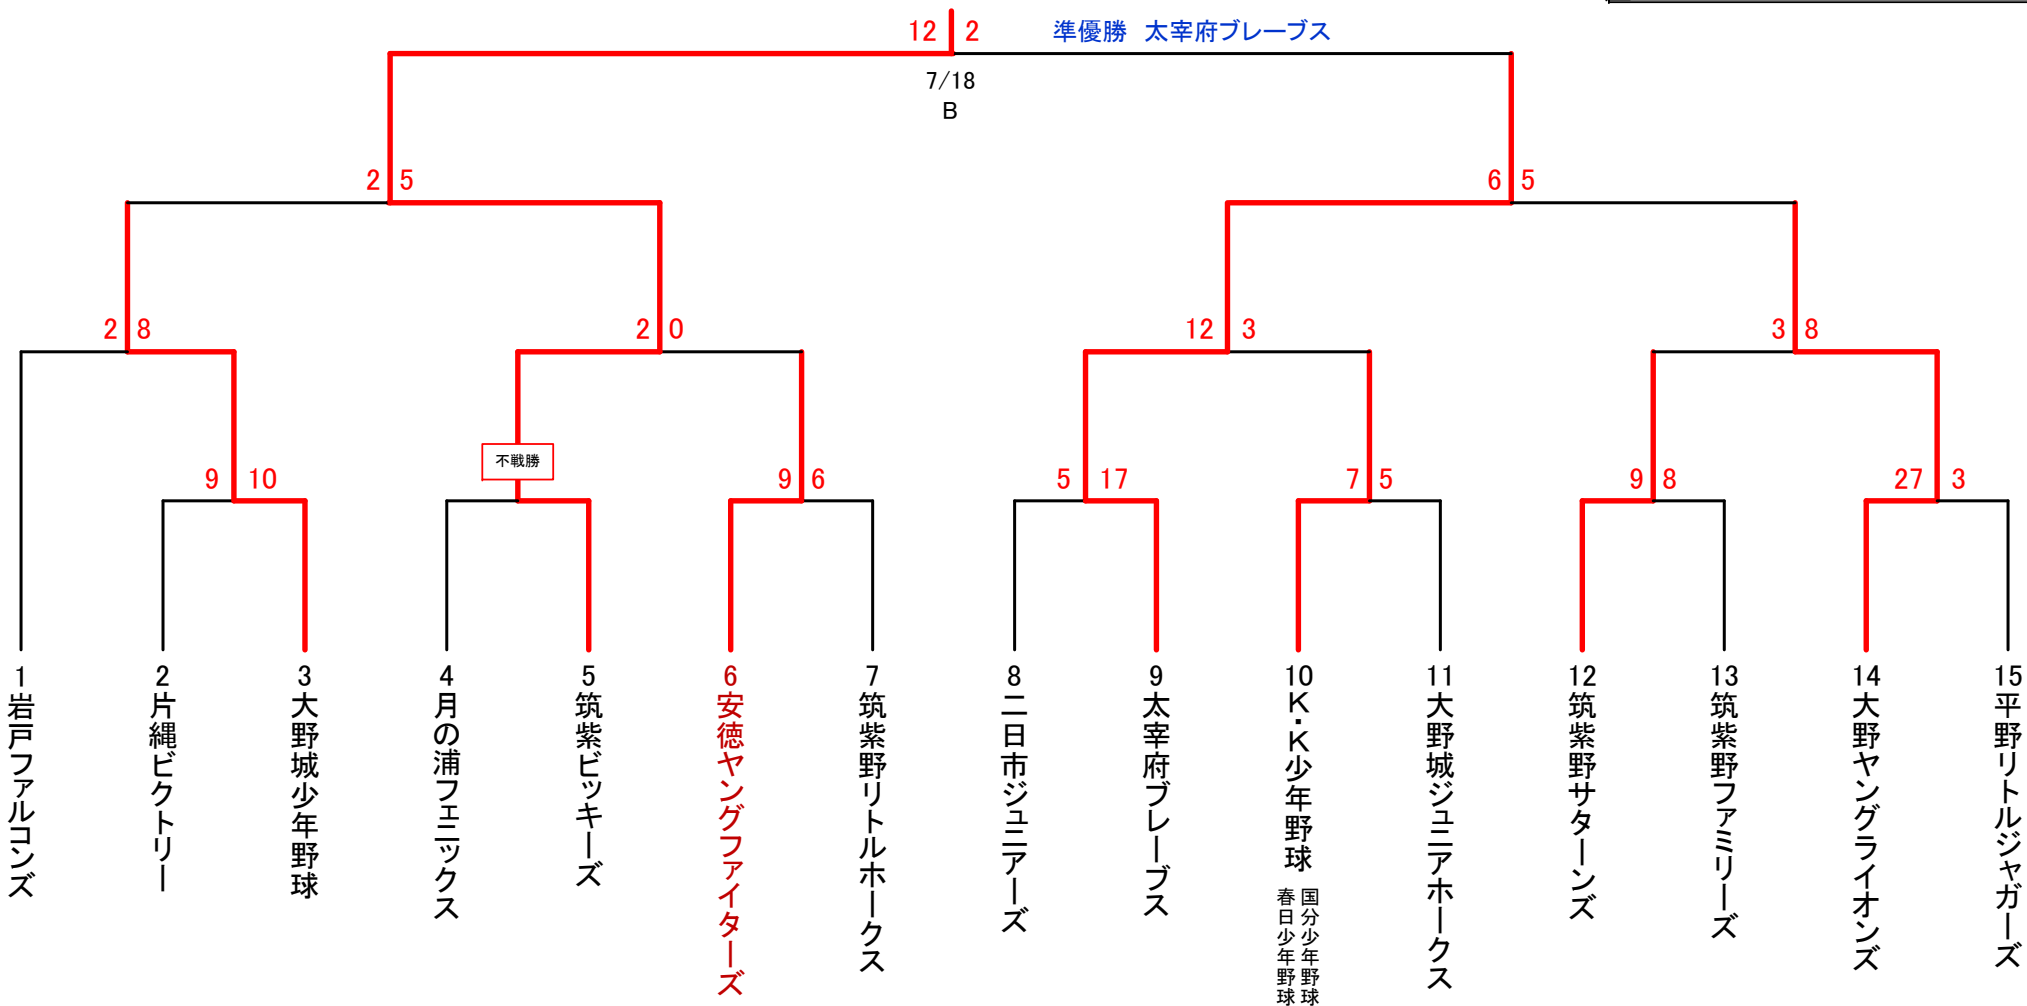 12 2 準優勝 太宰府ブレーブス
7/18
B
2 5 6 5
2 8 2 0 12 3 3 8
不戦勝
9 10 9 6 5 17 7 5 9 8 27 3
1 岩戸ファルコンズ
2 片縄ビクトリー
3 大野城少年野球
4 月の浦フェニックス
5 筑紫ビッキーズ
6 安徳ヤングファイターズ
7 筑紫野リトルホークス
8 二日市ジュニアーズ
9 太宰府ブレーブス
10 K・K少年野球
国分少年野球
春日少年野球
11 大野城ジュニアホークス
12 筑紫野サターンズ
13 筑紫野ファミリーズ
14 大野ヤングライオンズ
15 平野リトルジャガーズ